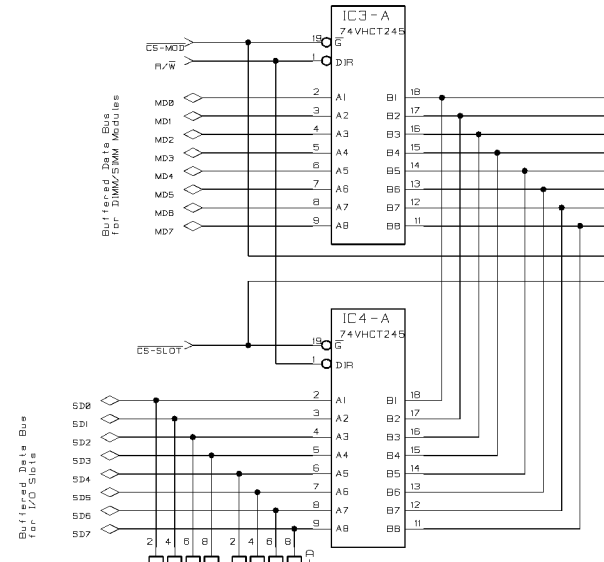 IC3-A
74VHCT245
CS-MOD
19
G
R/W
1
DIR
MD0
2
A1
B1
18
MD1
3
A2
B2
17
MD2
4
A3
B3
16
MD3
5
A4
B4
15
MD4
6
A5
B5
14
MD5
7
A6
B6
13
MD6
8
A7
B7
12
MD7
9
A8
B8
11
Buffered Data Bus
for DIMM/SIMM Modules
IC4-A
74VHCT245
CS-SLOT
19
G
1
DIR
SD0
2
A1
B1
18
SD1
3
A2
B2
17
SD2
4
A3
B3
16
SD3
5
A4
B4
15
SD4
6
A5
B5
14
SD5
7
A6
B6
13
SD6
8
A7
B7
12
SD7
9
A8
B8
11
Buffered Data Bus
for I/O Slots
2 4 6 8 2 4 6 8